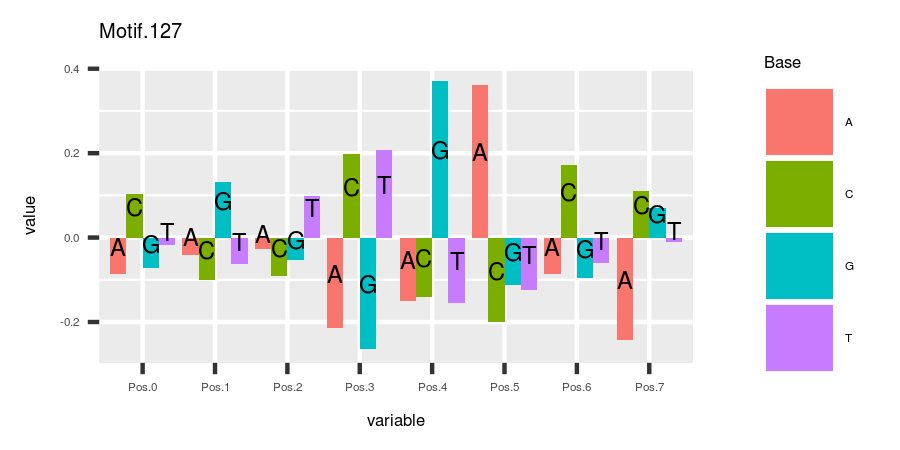 Motif.127
Base
A
C
G
T
value
0.4
0.2
0.0
-0.2
A C G T A C G T A C G T A C G T A C G T A C G T A C G T A C G T
Pos.0 Pos.1 Pos.2 Pos.3 Pos.4 Pos.5 Pos.6 Pos.7
variable